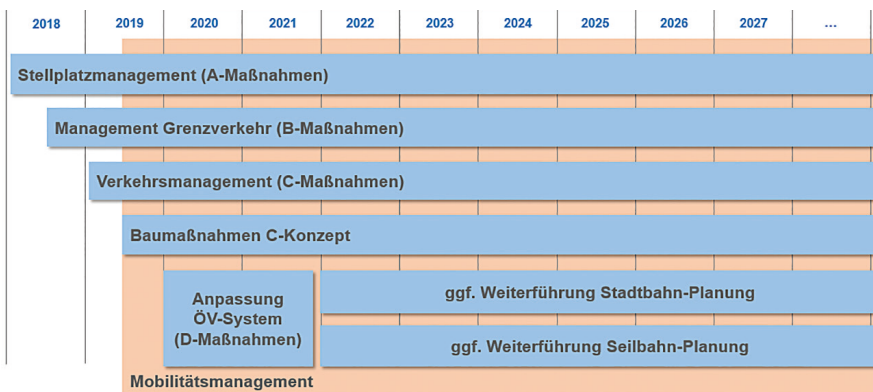 2018 2019 2020 2021 2022 2023 2024 2025 2026 2027 ...
Stellplatzmanagement (A-Maßnahmen)
Management Grenzverkehr (B-Maßnahmen)
Verkehrsmanagement (C-Maßnahmen)
Baumaßnahmen C-Konzept
Anpassung
ÖV-System
(D-Maßnahmen)
ggf. Weiterführung Stadtbahn-Planung
ggf. Weiterführung Seilbahn-Planung
Mobilitätsmanagement